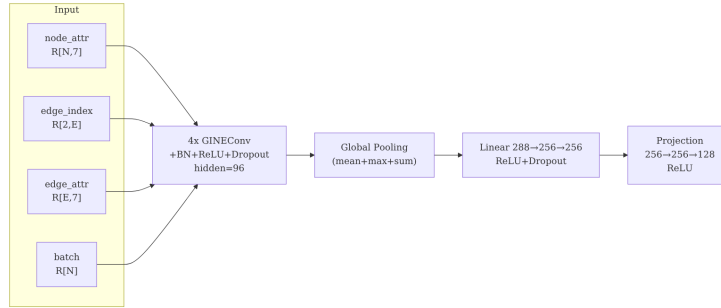 Input
node_attr
R[N,7]
edge_index
R[2,E]
edge_attr
R[E,7]
batch
R[N]
4x GINEConv
+BN+ReLU+Dropout
hidden=96
Global Pooling
(mean+max+sum)
Linear 288→256→256
ReLU+Dropout
Projection
256→256→128
ReLU